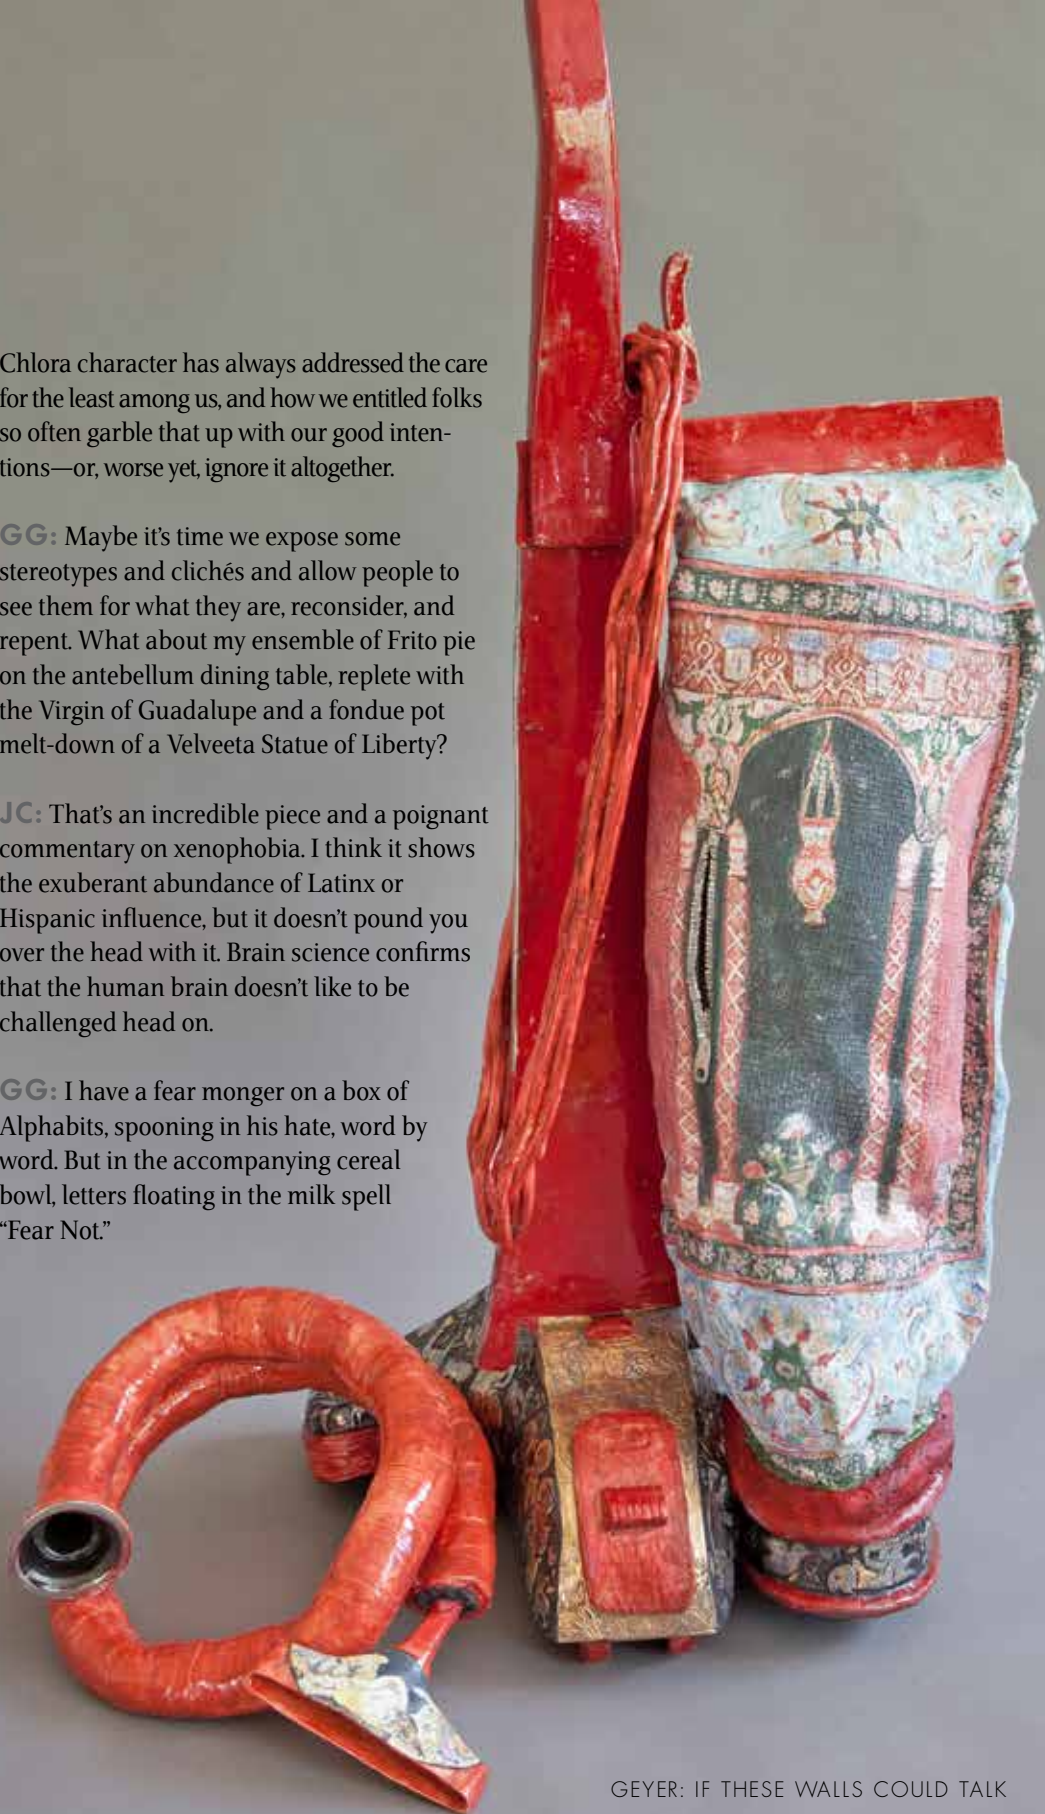 Chlora character has always addressed the care
for the least among us, and how we entitled folks
so often garble that up with our good inten-
tions—or, worse yet, ignore it altogether.
GG: Maybe it’s time we expose some
stereotypes and clichés and allow people to
see them for what they are, reconsider, and
repent. What about my ensemble of Frito pie
on the antebellum dining table, replete with
the Virgin of Guadalupe and a fondue pot
melt-down of a Velveeta Statue of Liberty?
JC: That’s an incredible piece and a poignant
commentary on xenophobia. I think it shows
the exuberant abundance of Latinx or
Hispanic influence, but it doesn’t pound you
over the head with it. Brain science confirms
that the human brain doesn’t like to be
challenged head on.
GG: I have a fear monger on a box of
Alphabits, spooning in his hate, word by
word. But in the accompanying cereal
bowl, letters floating in the milk spell
“Fear Not.”
GEYER: IF THESE WALLS COULD TALK